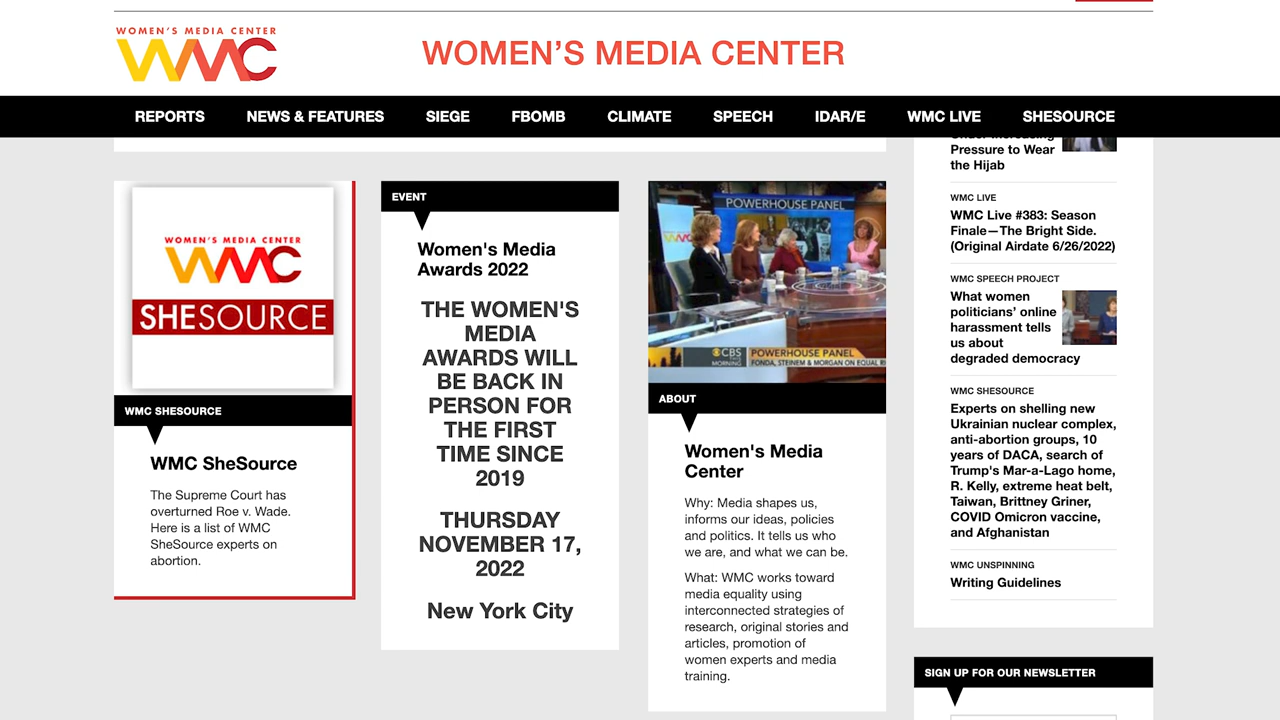 WOMEN'S MEDIA CENTER
WMC
WOMEN'S MEDIA CENTER
REPORTS NEWS & FEATURES SIEGE FBOMB CLIMATE SPEECH IDAR/E WMC LIVE SHESOURCE
WOMEN'S MEDIA CENTER
WMC
SHESOURCE
WMC SHESOURCE
WMC SheSource
The Supreme Court has
overturned Roe v. Wade.
Here is a list of WMC
SheSource experts on
abortion.
EVENT
Women's Media
Awards 2022
THE WOMEN'S
MEDIA
AWARDS WILL
BE BACK IN
PERSON FOR
THE FIRST
TIME SINCE
2019
THURSDAY
NOVEMBER 17,
2022
New York City
POWERHOUSE PANEL
CBS
MORNING
POWERHOUSE PANEL
FONDA, STEINEM & MORGAN ON EQUAL
ABOUT
Women's Media
Center
Why: Media shapes us,
informs our ideas, policies
and politics. It tells us who
we are, and what we can be.
What: WMC works toward
media equality using
interconnected strategies of
research, original stories and
articles, promotion of
women experts and media
training.
Under Increasing
Pressure to Wear
the Hijab
WMC LIVE
WMC Live #383: Season
Finale—The Bright Side.
(Original Airdate 6/26/2022)
WMC SPEECH PROJECT
What women
politicians’ online
harassment tells
us about
degraded democracy
WMC SHESOURCE
Experts on shelling new
Ukrainian nuclear complex,
anti-abortion groups, 10
years of DACA, search of
Trump's Mar-a-Lago home,
R. Kelly, extreme heat belt,
Taiwan, Brittney Griner,
COVID Omicron vaccine,
and Afghanistan
WMC UNSPINNING
Writing Guidelines
SIGN UP FOR OUR NEWSLETTER